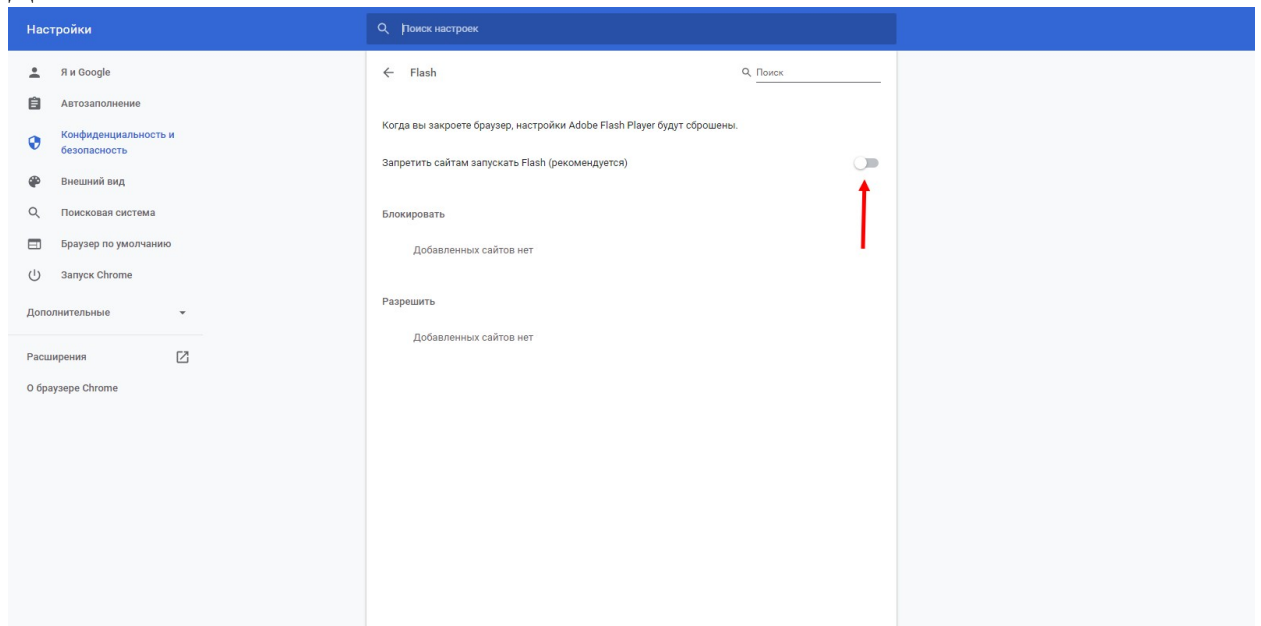 Настройки
Поиск настроек
Я и Google
Автозаполнение
Конфиденциальность и
безопасность
Внешний вид
Поисковая система
Браузер по умолчанию
Запуск Chrome
Дополнительные
Расширения
О браузере Chrome
Flash
Поиск
Когда вы закроете браузер, настройки Adobe Flash Player будут сброшены.
Запретить сайтам запускать Flash (рекомендуется)
Блокировать
Добавленных сайтов нет
Разрешить
Добавленных сайтов нет